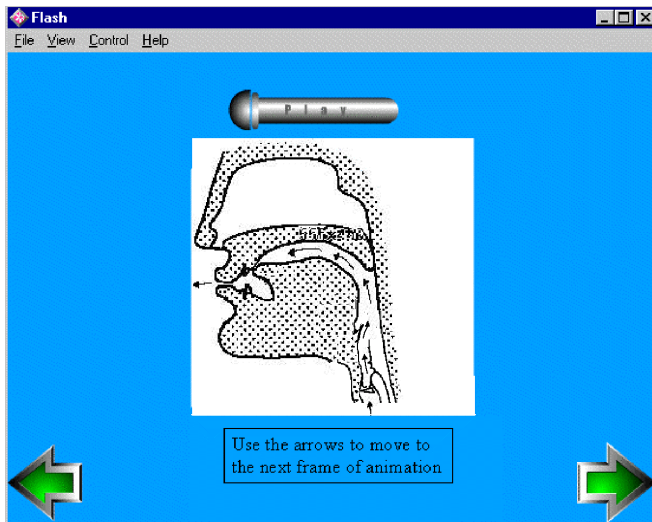 Flash
File View Control Help
Play
Use the arrows to move to
the next frame of animation